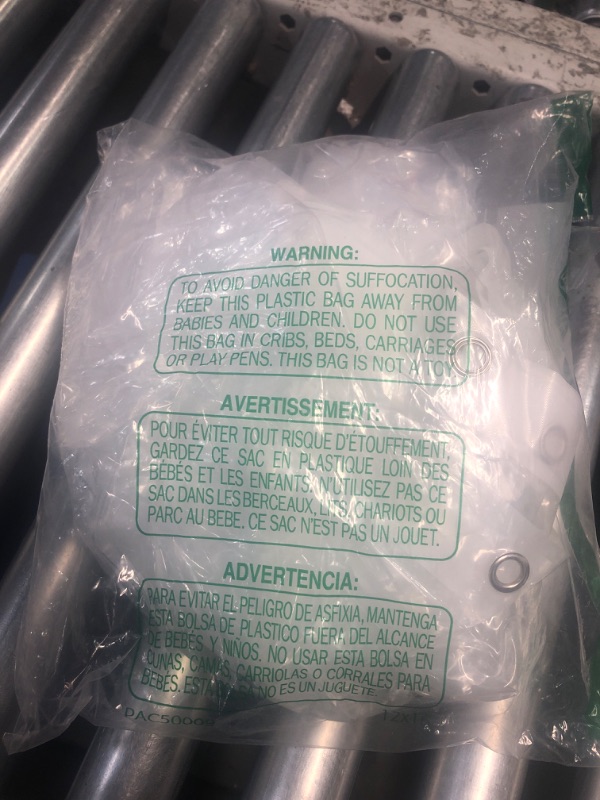 WARNING:
TO AVOID DANGER OF SUFFOCATION,
KEEP THIS PLASTIC BAG AWAY FROM
BABIES AND CHILDREN. DO NOT USE
THIS BAG IN CRIBS, BEDS, CARRIAGES
OR PLAY PENS. THIS BAG IS NOT A TOY
AVERTISSEMENT:
POUR ÉVITER TOUT RISQUE D'ÉTOUFFEMENT,
GARDEZ CE SAC EN PLASTIQUE LOIN DES
BÉBÉS ET LES ENFANTS. N'UTILISEZ PAS CE
SAC DANS LES BERCEAUX, LITS, CHARIOTS OU
PARC AU BEBE. CE SAC N'EST PAS UN JOUET.
ADVERTENCIA:
PARA EVITAR EL PELIGRO DE ASFIXIA, MANTENGA
ESTA BOLSA DE PLASTICO FUERA DEL ALCANCE
DE BEBÉS Y NIÑOS, NO USAR ESTA BOLSA EN
CUNAS, CAMAS, CARRIOLAS O CORRALES PARA
BEBÉS. ESTA NO ES UN JUGUETE.